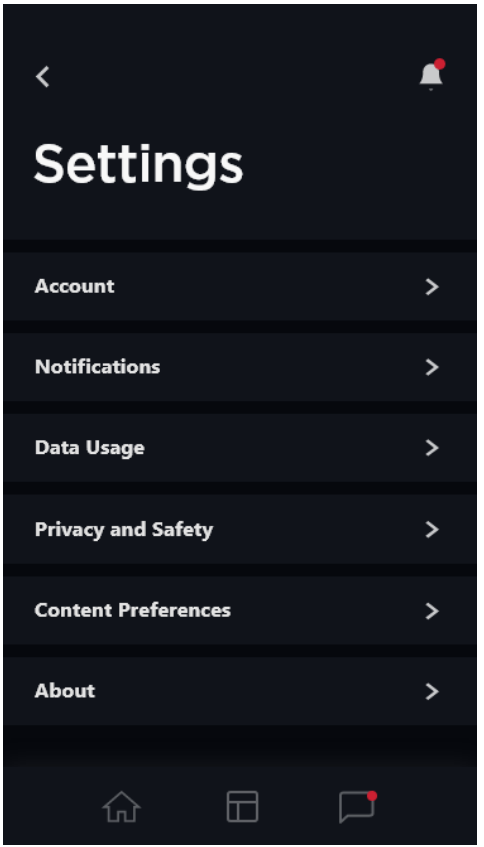 Settings
Account
Notifications
Data Usage
Privacy and Safety
Content Preferences
About